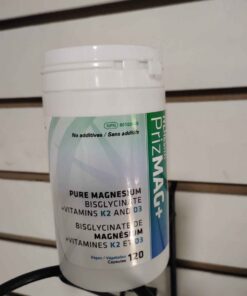 No additives / Sans additifs
PrizMAG+
PURE MAGNESIUM
BISGLYCINATE
+VITAMINS K2 AND D3
BISGLYCINATE DE
MAGNÉSIUM
+VITAMINES K2 ET D3
120
Capsules